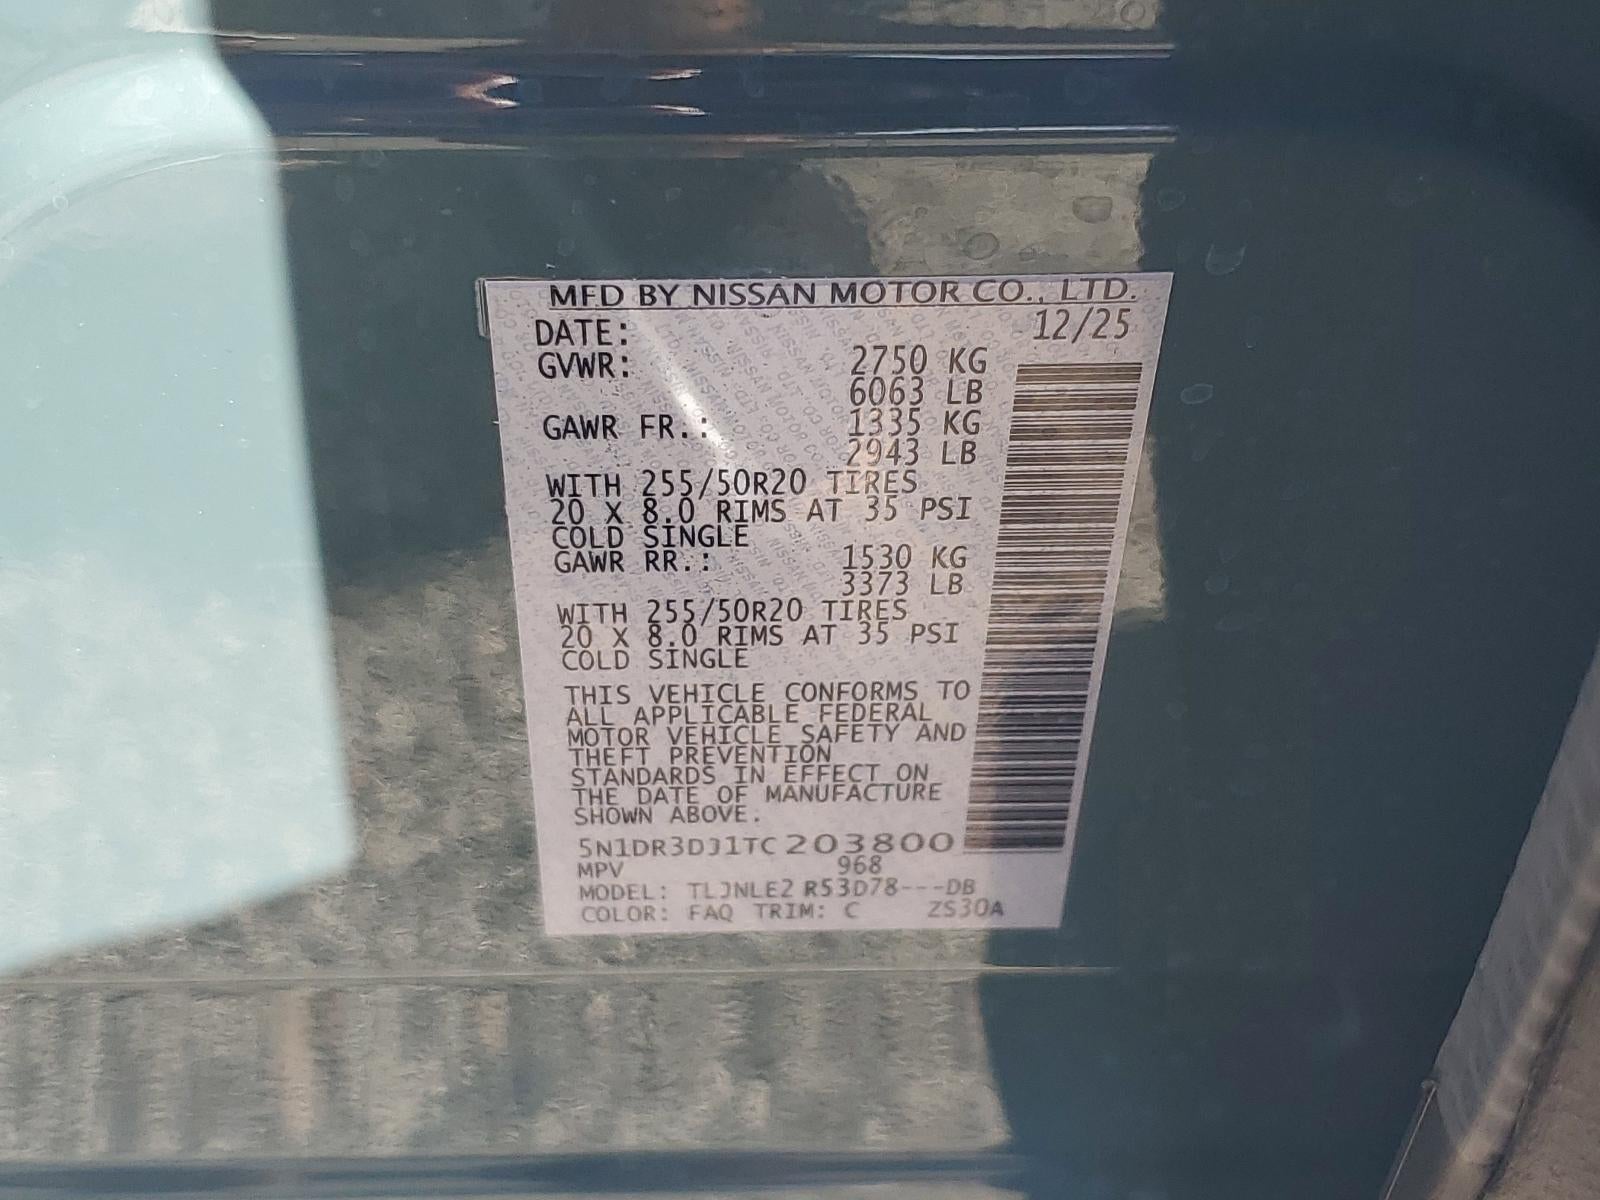 MFD BY NISSAN MOTOR CO., LTD.
DATE: 12/25
GVWR: 2750 KG
6063 LB
GAWR FR.: 1335 KG
2943 LB
WITH 255/50R20 TIRES
20 X 8.0 RIMS AT 35 PSI
COLD SINGLE
GAWR RR.: 1530 KG
3373 LB
WITH 255/50R20 TIRES
20 X 8.0 RIMS AT 35 PSI
COLD SINGLE
THIS VEHICLE CONFORMS TO
ALL APPLICABLE FEDERAL
MOTOR VEHICLE SAFETY AND
THEFT PREVENTION
STANDARDS IN EFFECT ON
THE DATE OF MANUFACTURE
SHOWN ABOVE.
5N1DR3DJ1TC203800
MPV 968
MODEL: TLJNLE2 R53D78---DB
COLOR: FAQ TRIM: C ZS30A